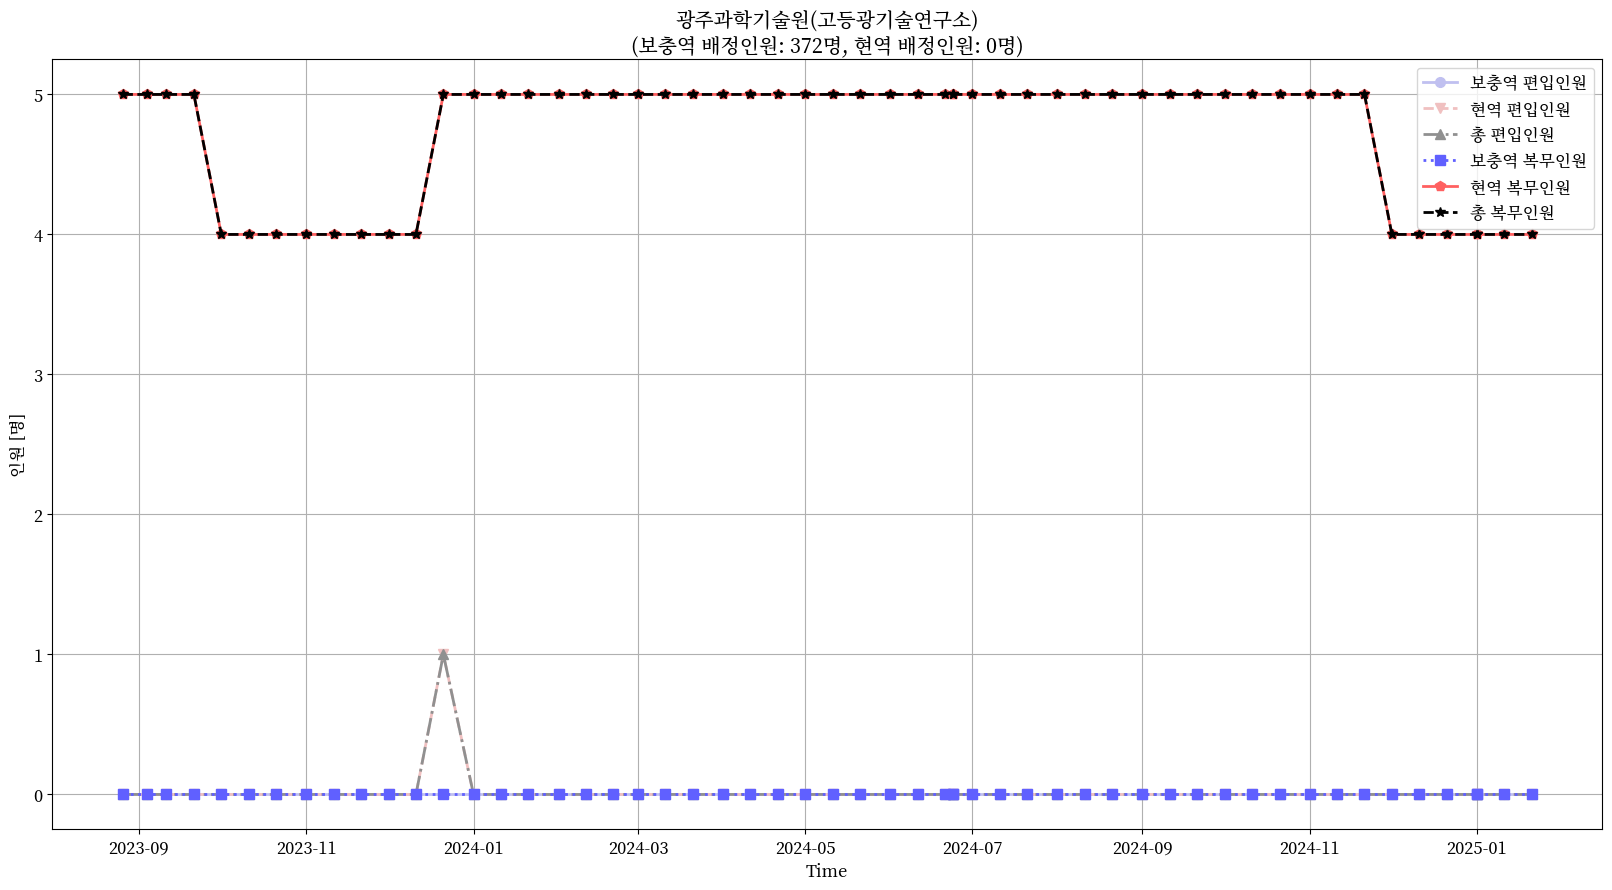 광주과학기술원(고등광기술연구소)
(보충역 배정인원: 372명, 현역 배정인원: 0명)
보충역 편입인원
현역 편입인원
총 편입인원
보충역 복무인원
현역 복무인원
총 복무인원
인원 [명]
5
4
3
2
1
0
2023-09
2023-11
2024-01
2024-03
2024-05
2024-07
2024-09
2024-11
2025-01
Time